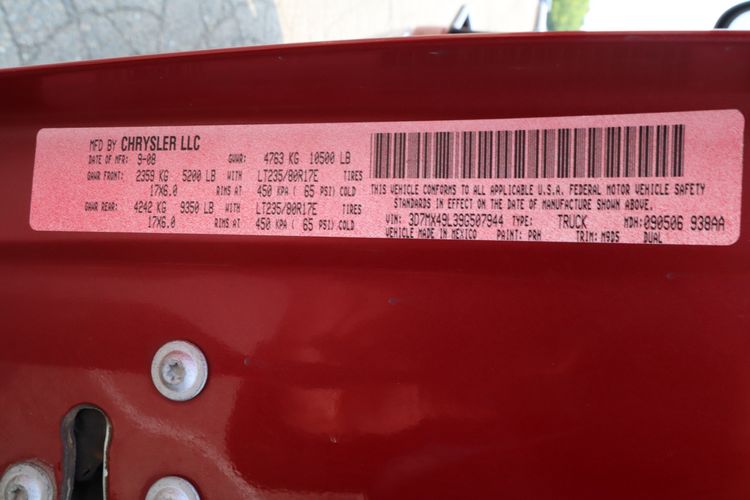 MFD BY CHRYSLER LLC
DATE OF MFR: 9-08 GVWR: 4763 KG 10500 LB
GAWR FRONT: 2359 KG 5200 LB WITH LT235/80R17E TIRES
17X6.0 RIMS AT 450 KPA ( 65 PSI) COLD
GAWR REAR: 4242 KG 9350 LB WITH LT235/80R17E TIRES
17X6.0 RIMS AT 450 KPA ( 65 PSI) COLD
THIS VEHICLE CONFORMS TO ALL APPLICABLE U.S.A. FEDERAL MOTOR VEHICLE SAFETY
STANDARDS IN EFFECT ON THE DATE OF MANUFACTURE SHOWN ABOVE.
VIN: 3D7MX49L39G507944 TYPE: TRUCK MDH: 090506 938AA
VEHICLE MADE IN MEXICO PAINT: PRH TRIM: M9D5 DUAL